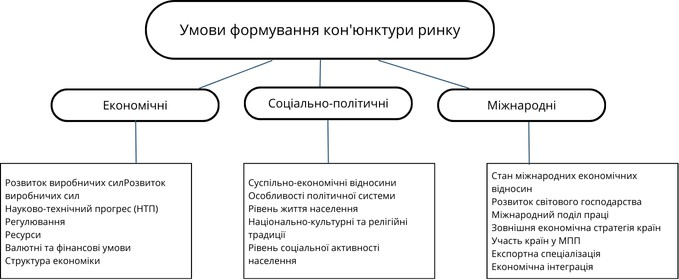 Умови формування кон'юнктури ринку
Економічні
Соціально-політичні
Міжнародні
Розвиток виробничих силРозвиток
виробничих сил
Науково-технічний прогрес (НТП)
Регулювання
Ресурси
Валютні та фінансові умови
Структура економіки
Суспільно-економічні відносини
Особливості політичної системи
Рівень життя населення
Національно-культурні та релігійні
традиції
Рівень соціальної активності
населення
Стан міжнародних економічних
відносин
Розвиток світового господарства
Міжнародний поділ праці
Зовнішня економічна стратегія країн
Участь країн у МПП
Експортна спеціалізація
Економічна інтеграція